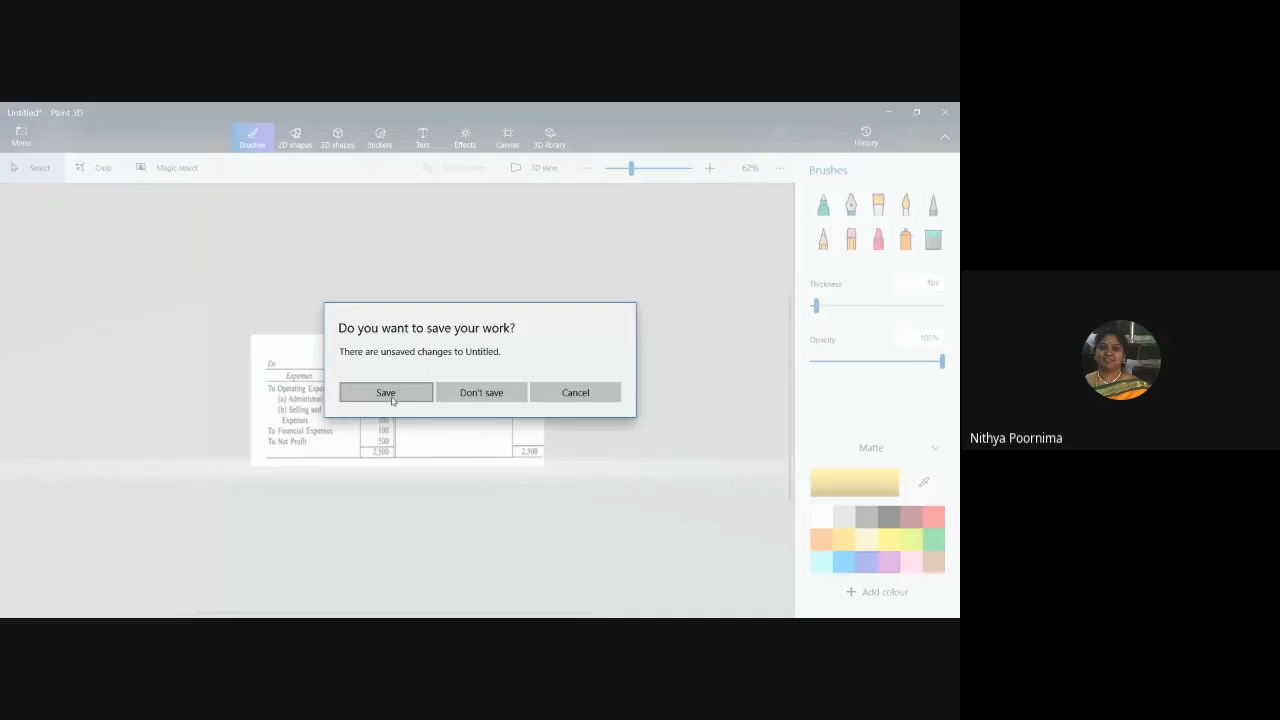 Untitled* - Paint 3D
Menu
Brushes
2D shapes
3D shapes
Stickers
Text
Effects
Canvas
3D library
History
Select
Crop
Magic select
3D view
62%
Brushes
Thickness
4px
Opacity
100%
Do you want to save your work?
There are unsaved changes to Untitled.
Save
Don't save
Cancel
Dr
Expenses
To Operating
(a)
(b) Selling and
Expenses
To Financial Expenses 100
To Net Profit 500
2,500 2,500
Matte
Add colour
Nithya Poornima